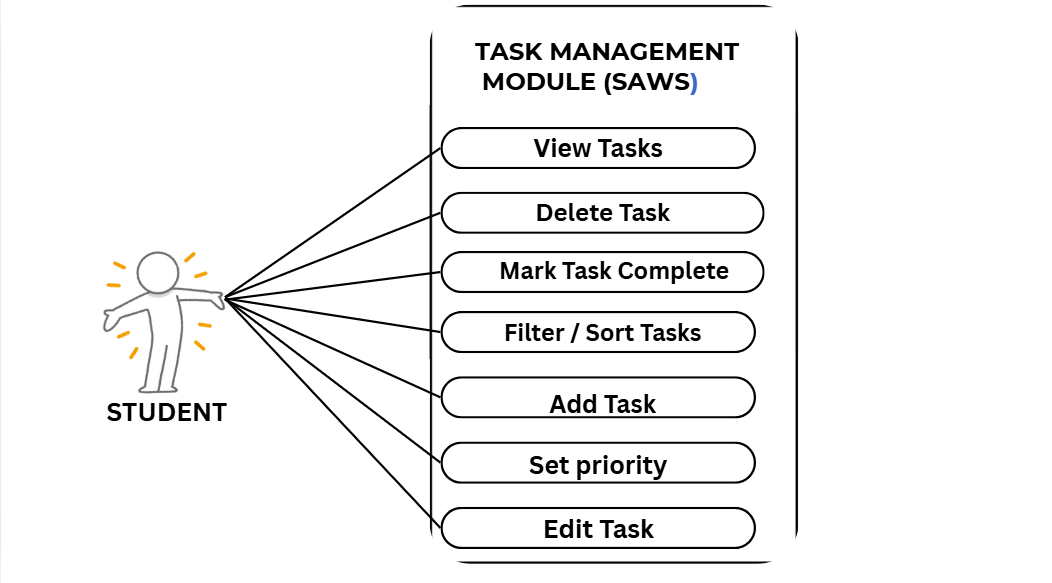 TASK MANAGEMENT
MODULE (SAWS)
View Tasks
Delete Task
Mark Task Complete
Filter / Sort Tasks
Add Task
Set priority
Edit Task
STUDENT